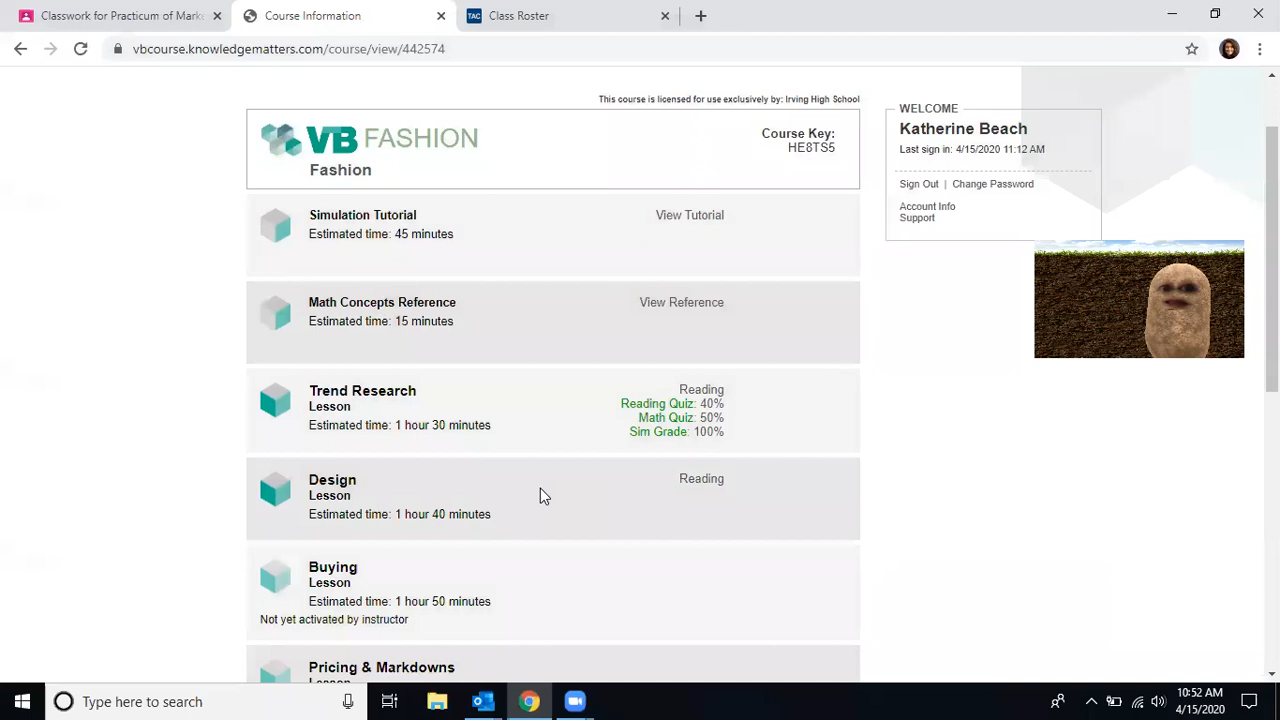 Classwork for Practicum of Mark
Course Information
TAC
Class Roster
vbcourse.knowledgematters.com/course/view/442574
This course is licensed for use exclusively by: Irving High School
VB FASHION
Fashion
Course Key:
HE8TS5
WELCOME
Katherine Beach
Last sign in: 4/15/2020 11:12 AM
Sign Out | Change Password
Account Info
Support
Simulation Tutorial
Estimated time: 45 minutes
View Tutorial
Math Concepts Reference
Estimated time: 15 minutes
View Reference
Trend Research
Lesson
Estimated time: 1 hour 30 minutes
Reading
Reading Quiz: 40%
Math Quiz: 50%
Sim Grade: 100%
Design
Lesson
Estimated time: 1 hour 40 minutes
Reading
Buying
Lesson
Estimated time: 1 hour 50 minutes
Not yet activated by instructor
Pricing & Markdowns
Type here to search
10:52 AM
4/15/2020